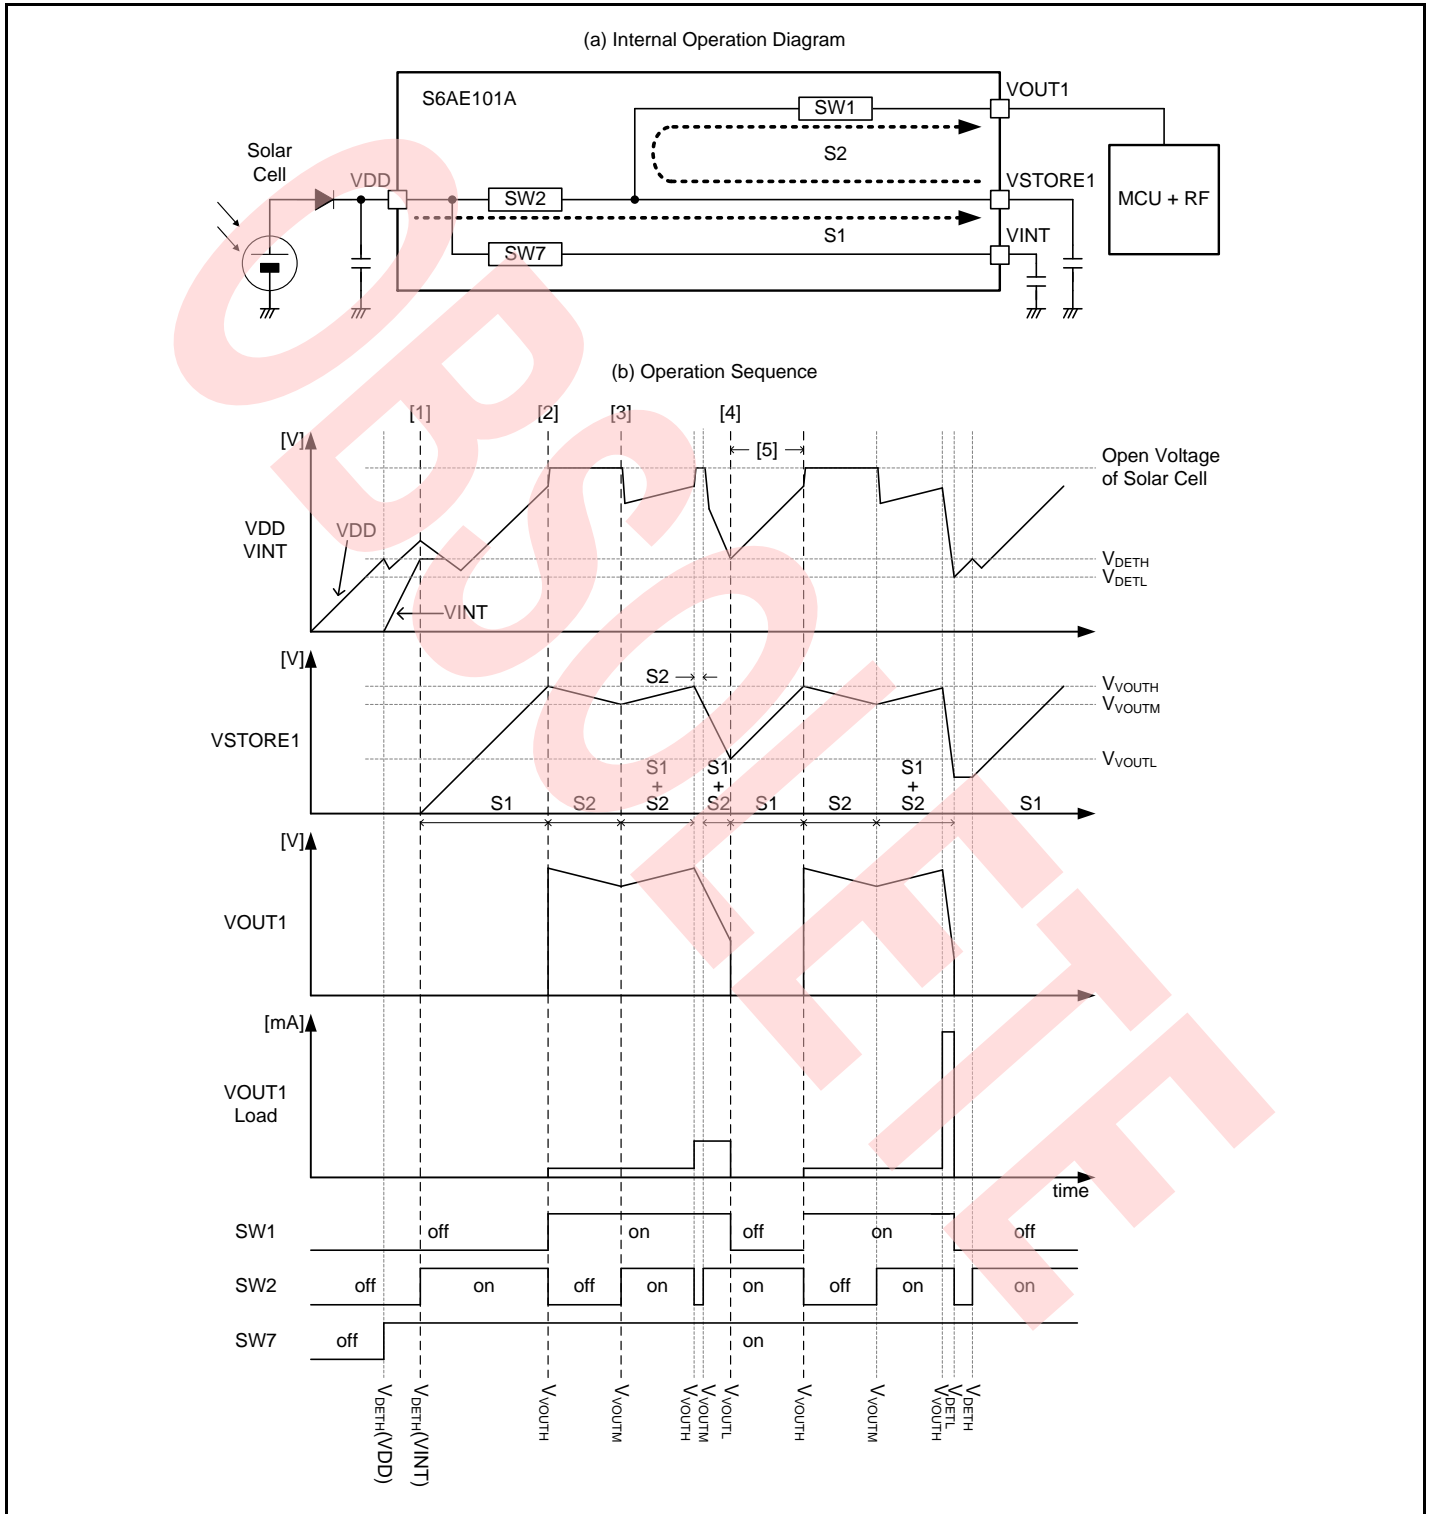 (a) Internal Operation Diagram
S6AE101A
VOUT1
SW1
S2
Solar
Cell
VDD
SW2
VSTORE1
MCU + RF
S1
VINT
SW7
(b) Operation Sequence
[1] [2] [3] [4]
[V]
[5]
Open Voltage
of Solar Cell
VDD
VINT
VDD
VDETH
VDETL
VINT
[V]
S2
VVOUTH
VVOUTM
VSTORE1
VVOUTL
S1 S1 S1
+ + +
S1 S2 S2 S2 S1 S2 S2 S1
[V]
VOUT1
[mA]
VOUT1
Load
time
SW1 off on off on off
SW2 off on off on on off on on
SW7 off on
VDETH(VDD)
VDETH(VINT)
VVOUTH
VVOUTM
VVOUTH
VVOUTM
VVOUTL
VVOUTH
VVOUTM
VVOUTH
VDETL
VDETH
OBSOLETE